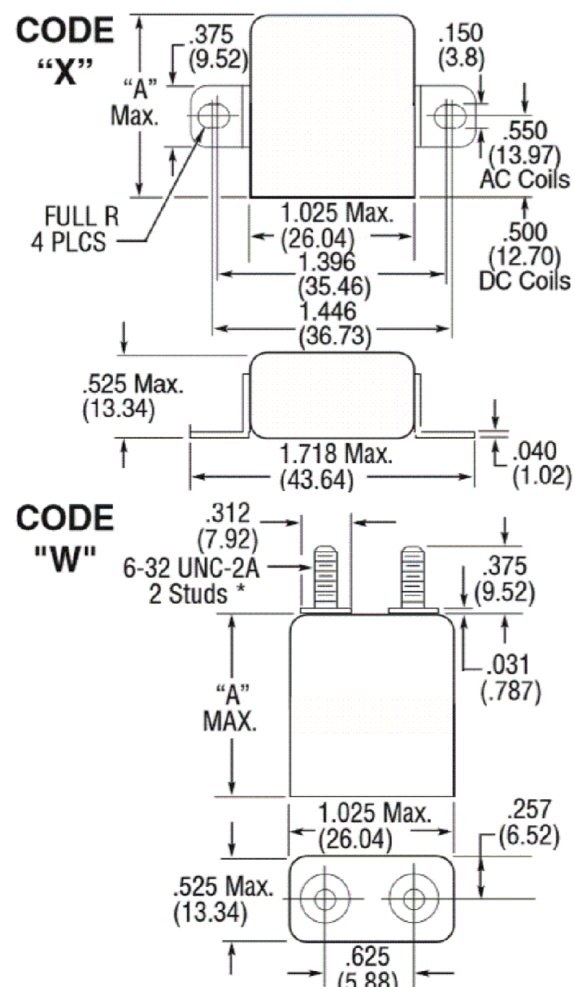 CODE
“X”
.375
(9.52)
.150
(3.8)
“A”
Max.
.550
(13.97)
AC Coils
FULL R
4 PLCS
1.025 Max.
(26.04)
.500
(12.70)
DC Coils
1.396
(35.46)
1.446
(36.73)
.525 Max.
(13.34)
1.718 Max.
(43.64)
.040
(1.02)
CODE
"W"
.312
(7.92)
6-32 UNC-2A
2 Studs *
.375
(9.52)
.031
(.787)
“A”
MAX.
1.025 Max.
(26.04)
.257
(6.52)
.525 Max.
(13.34)
.625
(5.88)